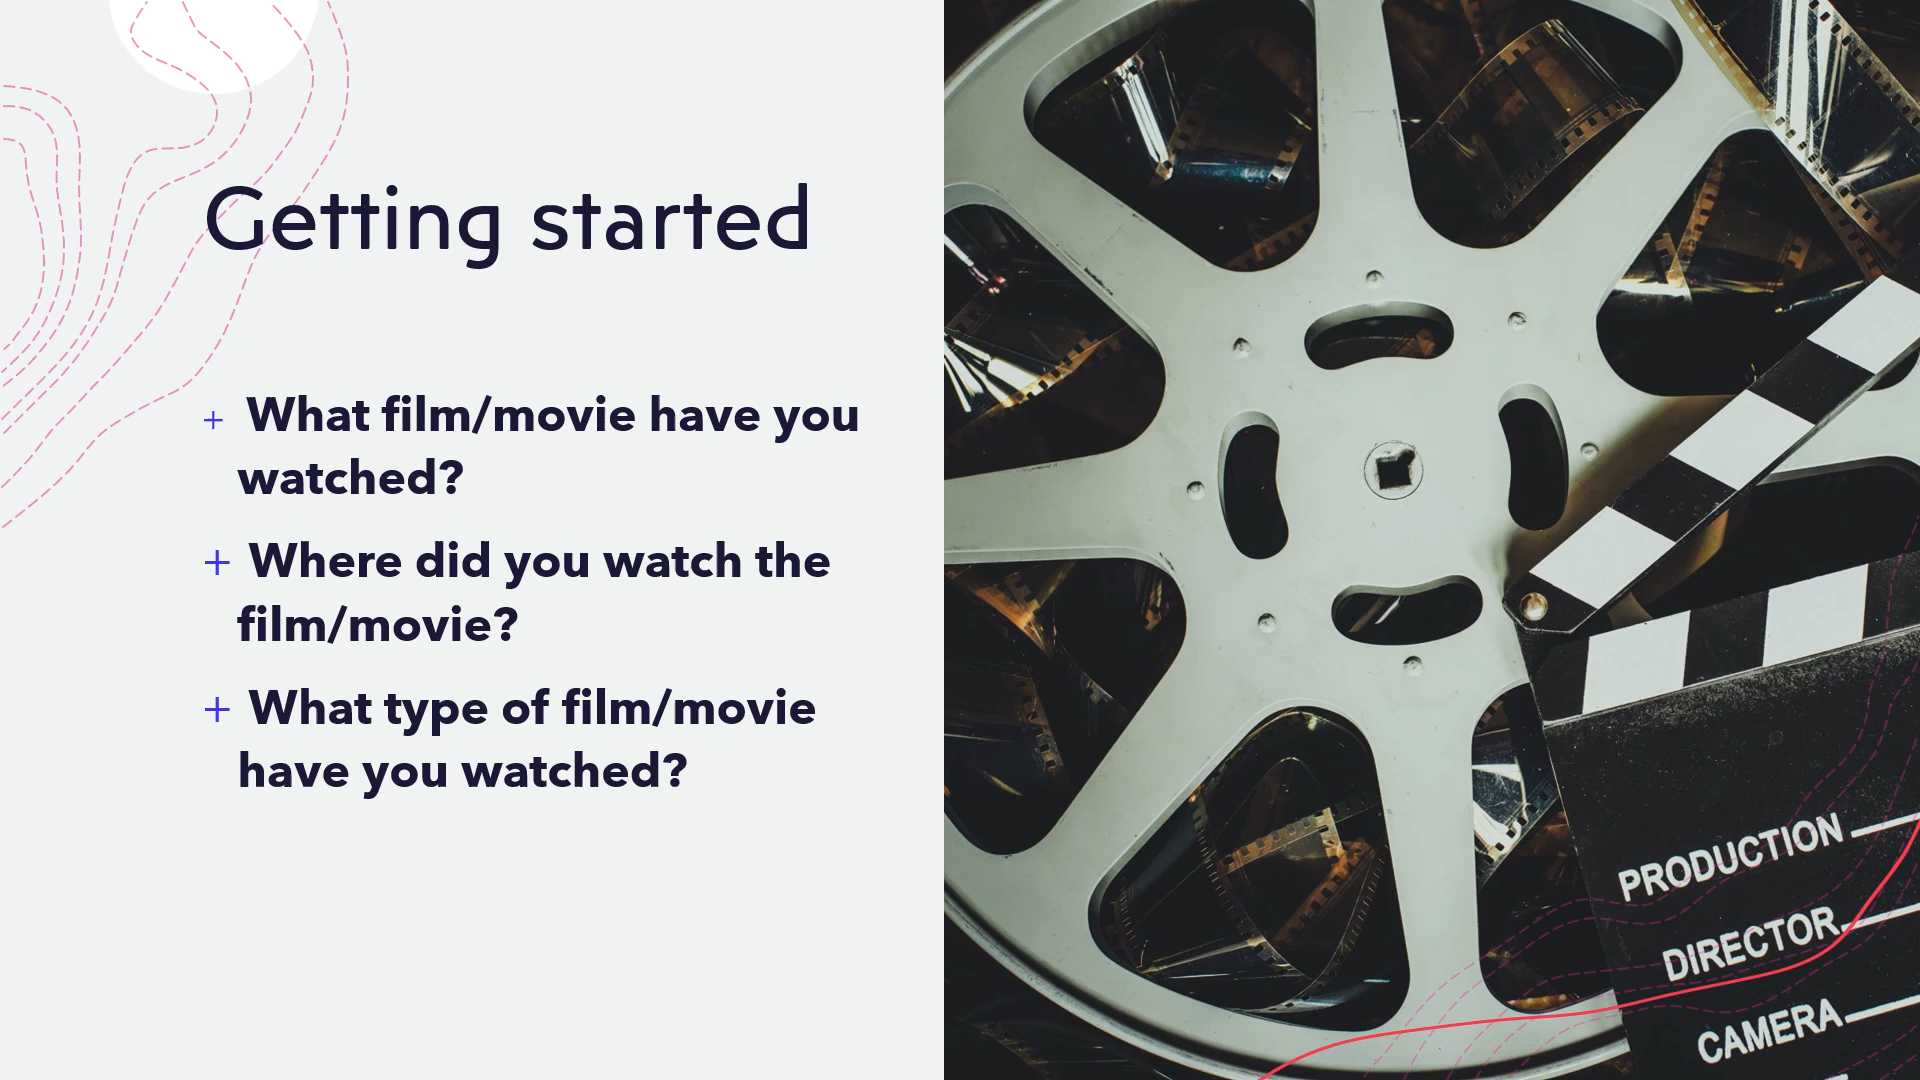 Getting started
+ What film/movie have you
watched?
+ Where did you watch the
film/movie?
+ What type of film/movie
have you watched?
PRODUCTION
DIRECTOR
CAMERA